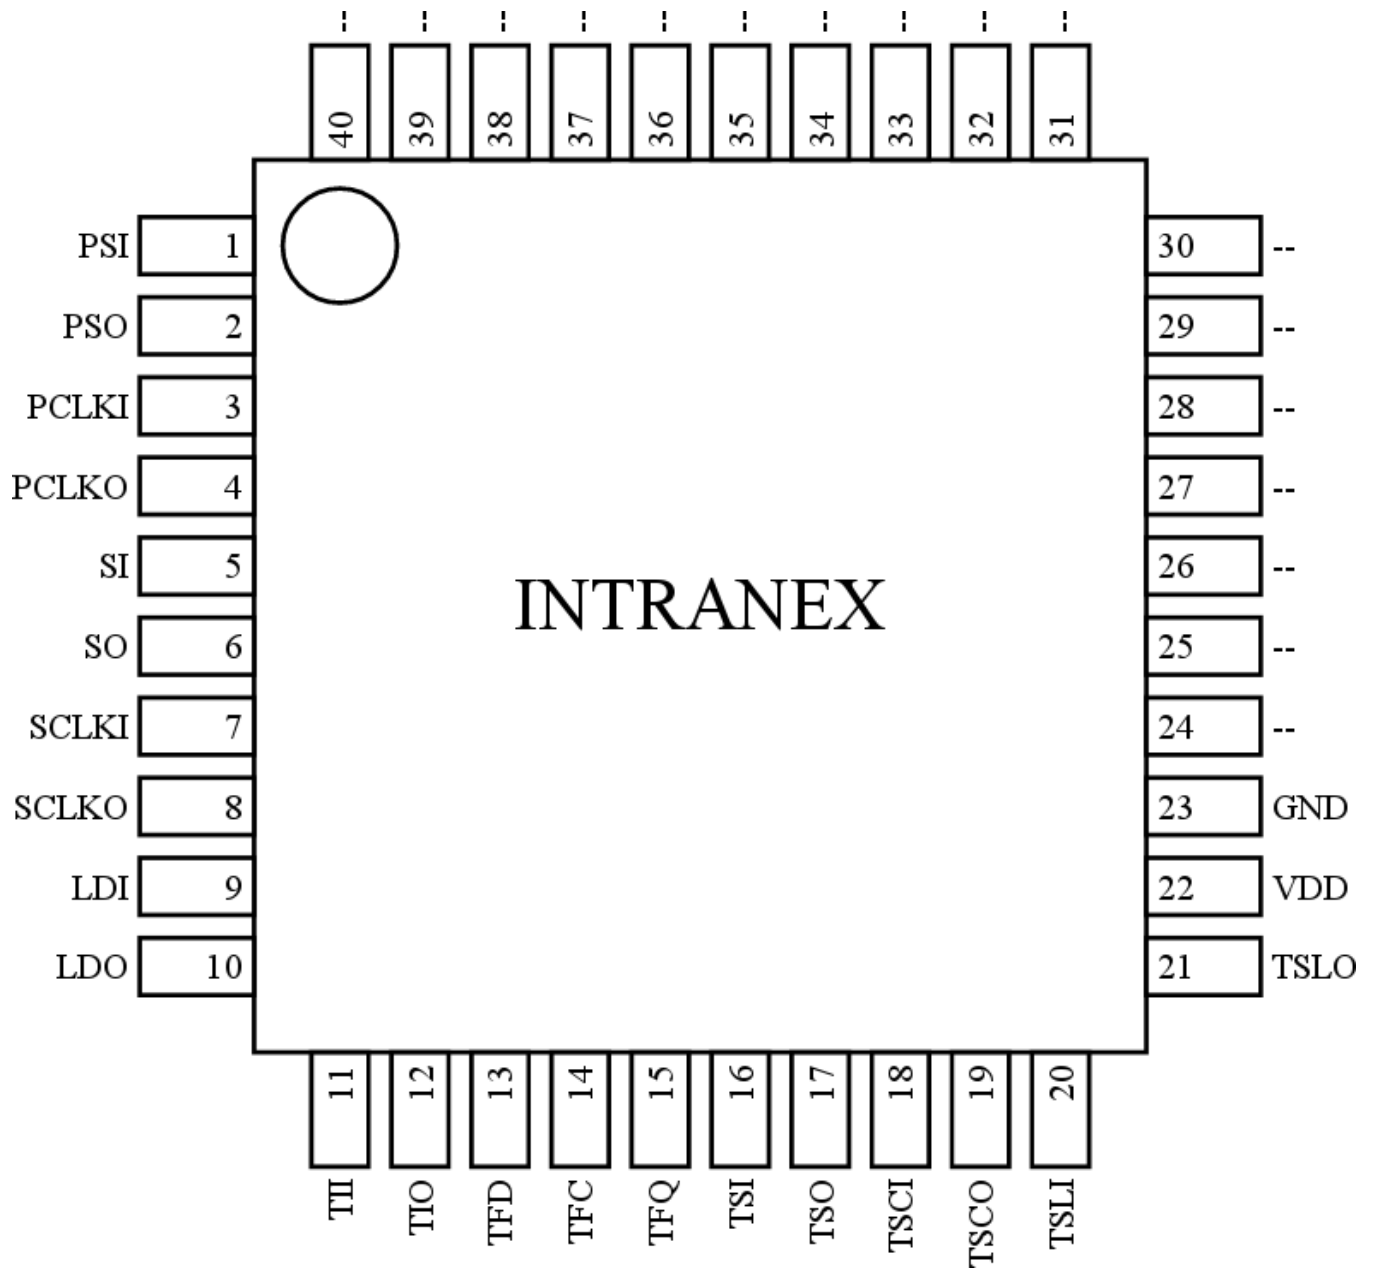 -- -- -- -- -- -- -- -- -- --
40 39 38 37 36 35 34 33 32 31
PSI 1 30 --
PSO 2 29 --
PCLKI 3 28 --
PCLKO 4 27 --
SI 5 26 --
INTRANEX
SO 6 25 --
SCLKI 7 24 --
SCLKO 8 23 GND
LDI 9 22 VDD
LDO 10 21 TSLO
11 12 13 14 15 16 17 18 19 20
TII TIO TFD TFC TFQ TSI TSO TSCI TSCO TSLI